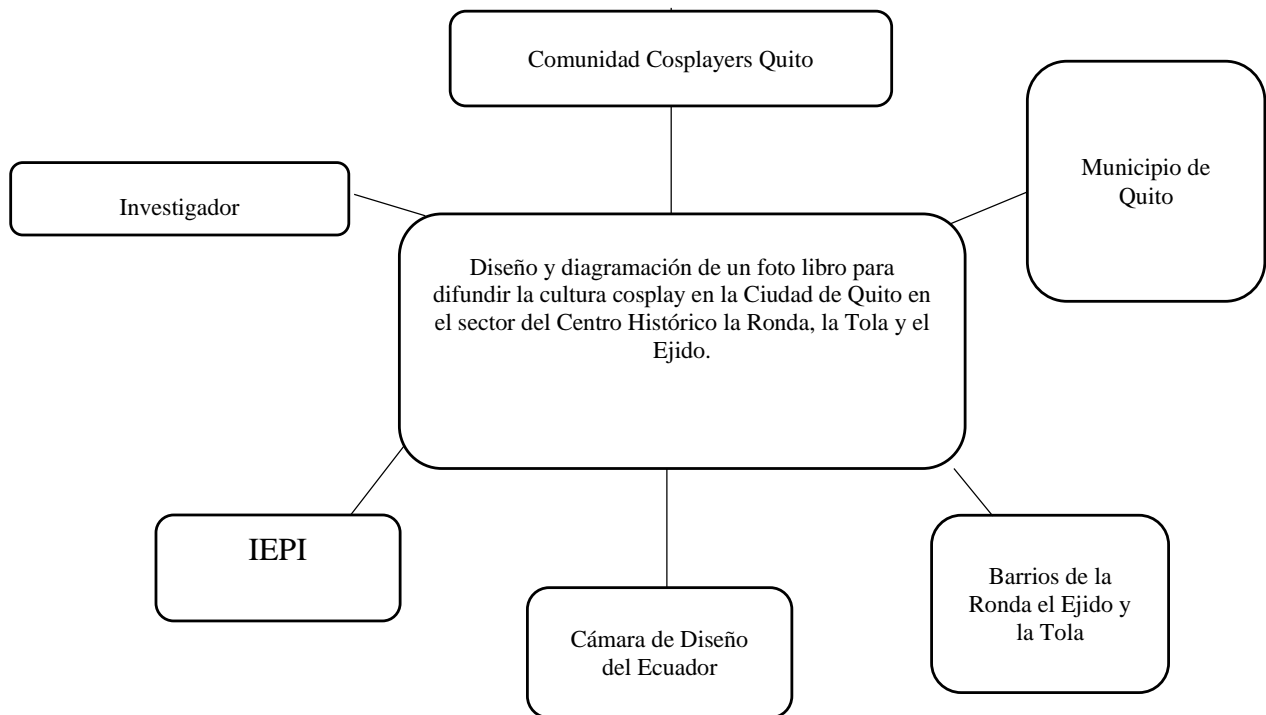 Comunidad Cosplayers Quito
Municipio de
Quito
Investigador
Diseño y diagramación de un foto libro para
difundir la cultura cosplay en la Ciudad de Quito en
el sector del Centro Histórico la Ronda, la Tola y el
Ejido.
IEPI
Cámara de Diseño
del Ecuador
Barrios de la
Ronda el Ejido y
la Tola